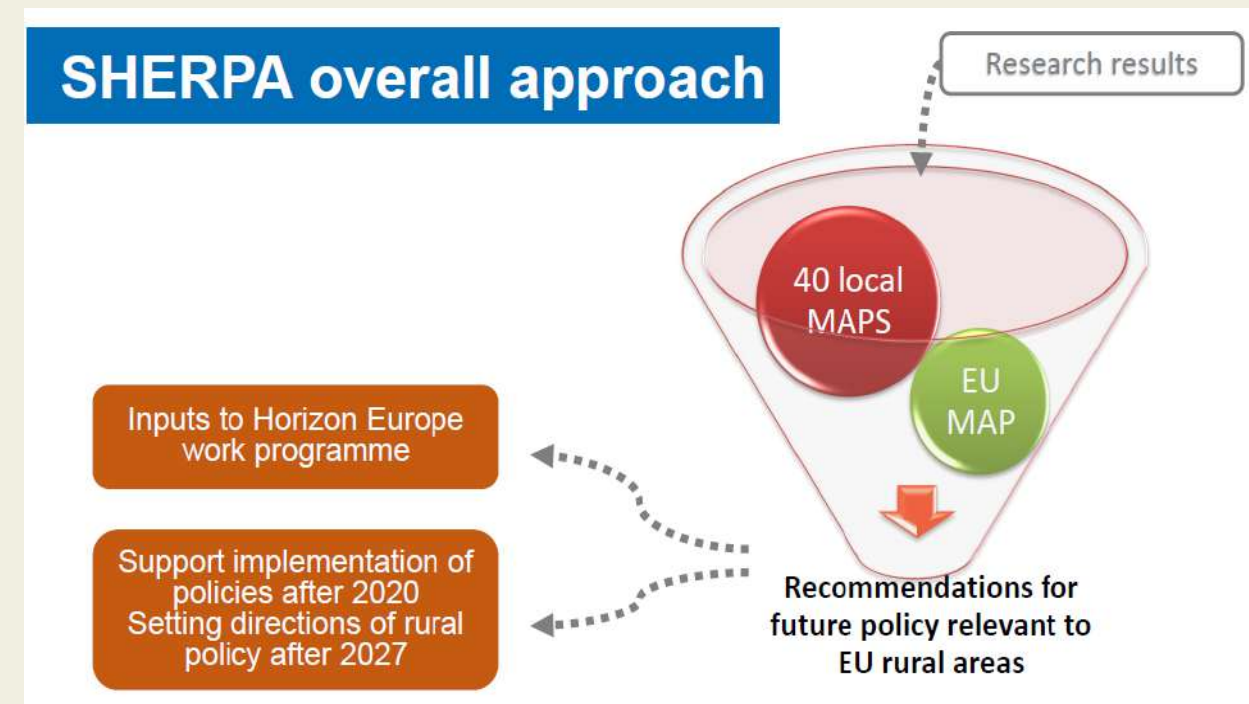 SHERPA overall approach
Research results
40 local
MAPS
EU
MAP
Inputs to Horizon Europe
work programme
Support implementation of
policies after 2020
Setting directions of rural
policy after 2027
Recommendations for
future policy relevant to
EU rural areas